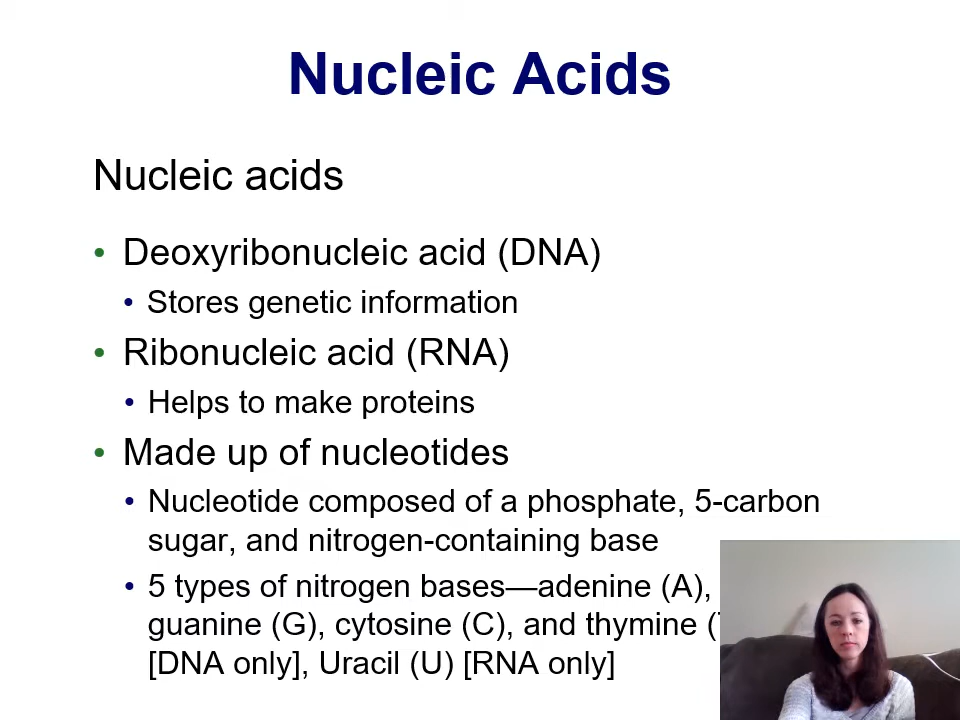 Nucleic Acids
Nucleic acids
• Deoxyribonucleic acid (DNA)
• Stores genetic information
• Ribonucleic acid (RNA)
• Helps to make proteins
• Made up of nucleotides
• Nucleotide composed of a phosphate, 5-carbon
sugar, and nitrogen-containing base
• 5 types of nitrogen bases—adenine (A),
guanine (G), cytosine (C), and thymine (
[DNA only], Uracil (U) [RNA only]